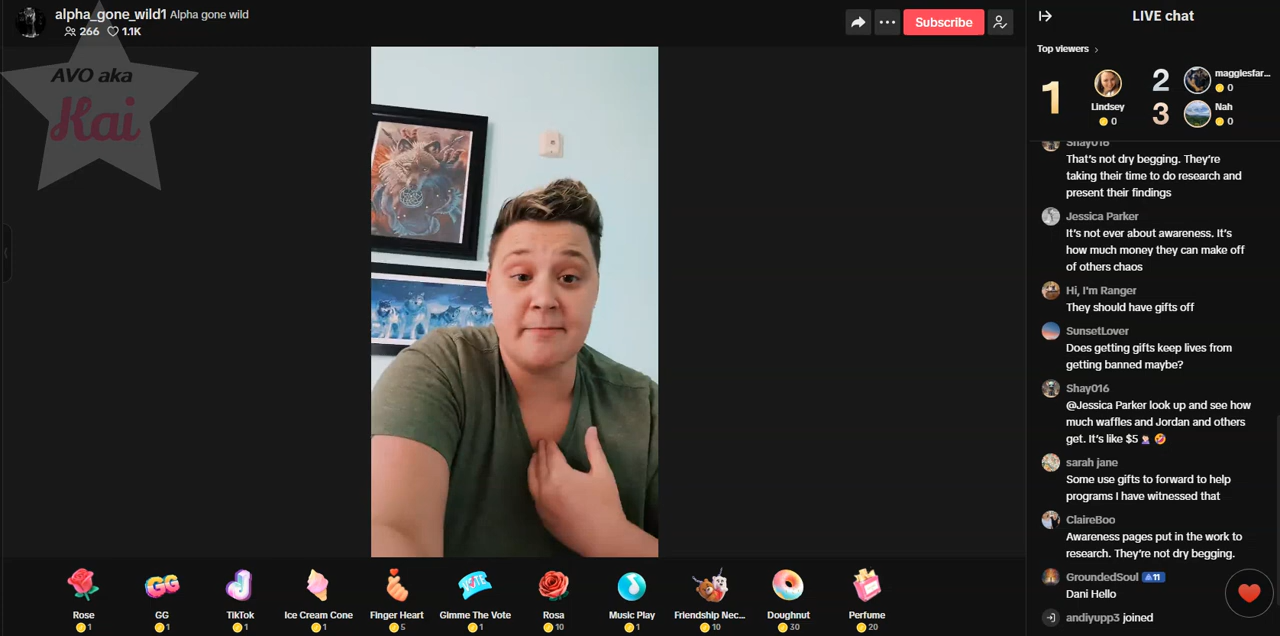 alpha_gone_wild1 Alpha gone wild
266 1.1K
AVO aka
Kai
Subscribe
LIVE chat
Top viewers >
1
Lindsey
0
2
maggiesfar...
0
3
Nah
0
Shay016
That's not dry begging. They're
taking their time to do research and
present their findings
Jessica Parker
It's not ever about awareness. It's
how much money they can make off
of others chaos
Hi, I'm Ranger
They should have gifts off
SunsetLover
Does getting gifts keep lives from
getting banned maybe?
Shay016
@Jessica Parker look up and see how
much waffles and Jordan and others
get. It's like $5 🤦🏼‍♀️ 🤣
sarah jane
Some use gifts to forward to help
programs I have witnessed that
ClaireBoo
Awareness pages put in the work to
research. They're not dry begging.
GroundedSoul 11
Dani Hello
andiyupp3 joined
GG
VOTE
Rose GG TikTok Ice Cream Cone Finger Heart Gimme The Vote Rosa Music Play Friendship Nec... Doughnut Perfume
1 1 1 1 5 1 10 1 10 30 20